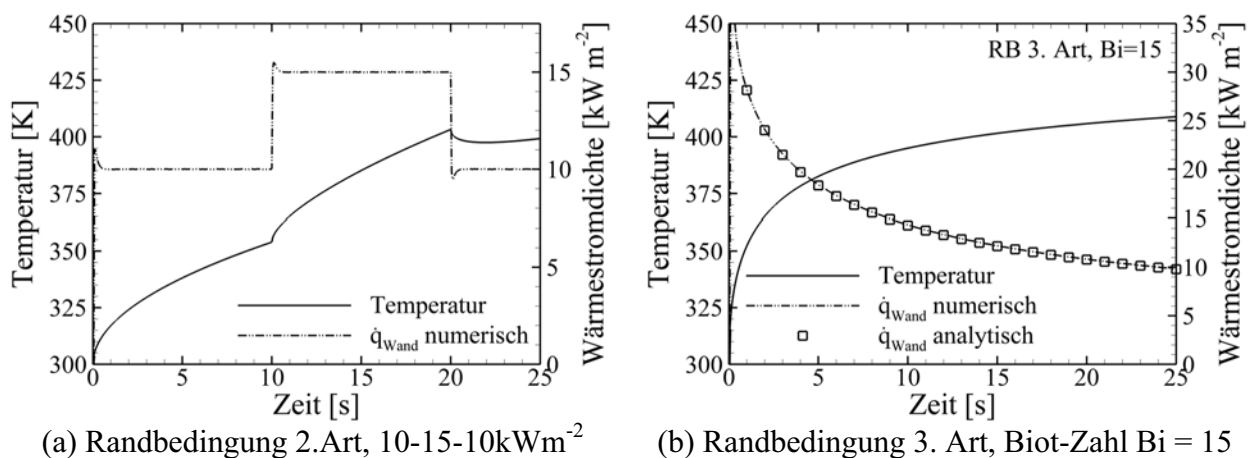 Temperatur [K]
450
425
400
375
350
325
300
0
5
10
15
20
25
Zeit [s]
15
10
5
0
Wärmestromdichte [kW m-2]
Temperatur
q̇Wand numerisch
(a) Randbedingung 2.Art, 10-15-10kWm-2
Temperatur [K]
450
425
400
375
350
325
300
0
5
10
15
20
25
Zeit [s]
35
30
25
20
15
10
5
0
Wärmestromdichte [kW m-2]
RB 3. Art, Bi=15
Temperatur
q̇Wand numerisch
q̇Wand analytisch
(b) Randbedingung 3. Art, Biot-Zahl Bi = 15